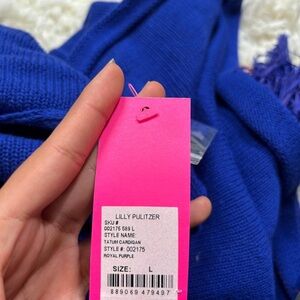 LILLY PULITZER
SKU #
002175 589 L
STYLE NAME:
TATUM CARDIGAN
STYLE #: 002175
ROYAL PURPLE
SIZE: L
889069 479497